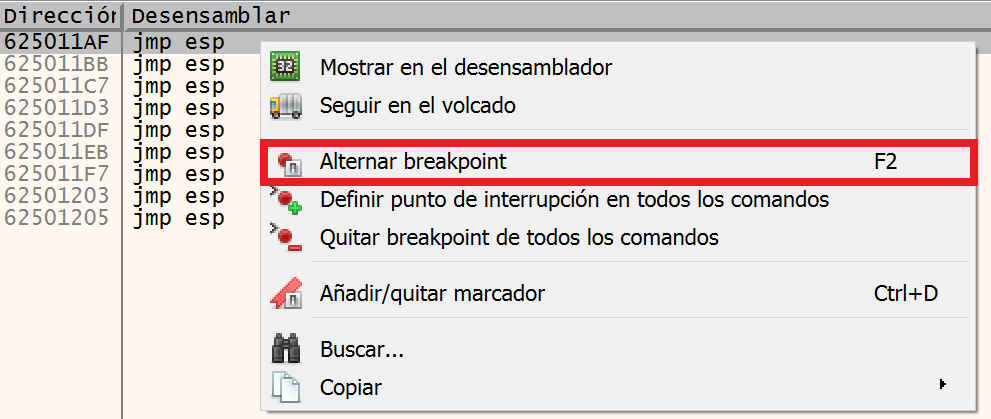 Dirección Desensamblar
625011AF jmp esp
625011BB jmp esp
625011C7 jmp esp
625011D3 jmp esp
625011DF jmp esp
625011EB jmp esp
625011F7 jmp esp
62501203 jmp esp
62501205 jmp esp
Mostrar en el desensamblador
Seguir en el volcado
Alternar breakpoint F2
Definir punto de interrupción en todos los comandos
Quitar breakpoint de todos los comandos
Añadir/quitar marcador Ctrl+D
Buscar...
Copiar